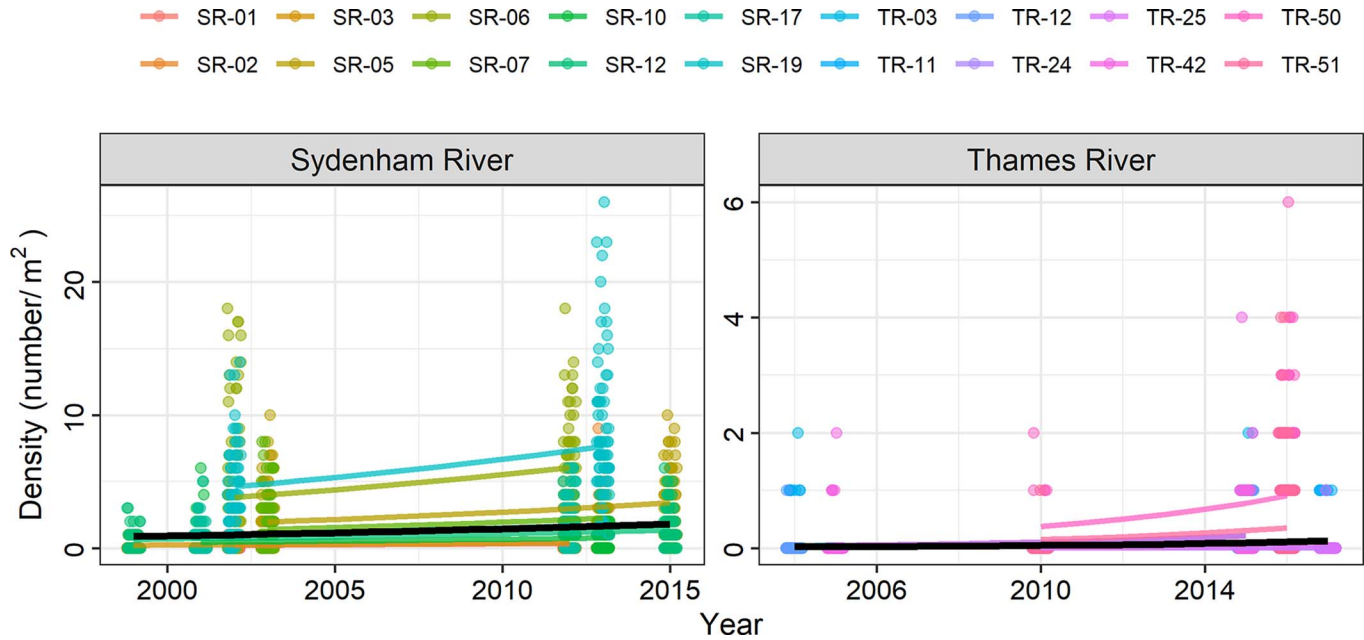 SR-01 SR-03 SR-06 SR-10 SR-17 TR-03 TR-12 TR-25 TR-50
SR-02 SR-05 SR-07 SR-12 SR-19 TR-11 TR-24 TR-42 TR-51
Sydenham River Thames River
Density (number/ m²)
20
10
0
6
4
2
0
2000 2005 2010 2015 2006 2010 2014
Year